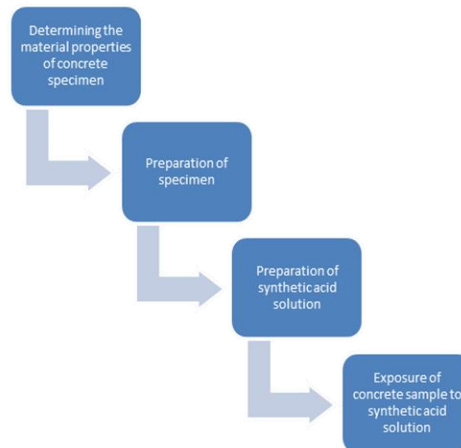 Determining the
material properties
of concrete
specimen
Preparation of
specimen
Preparation of
synthetic acid
solution
Exposure of
concrete sample to
synthetic acid
solution